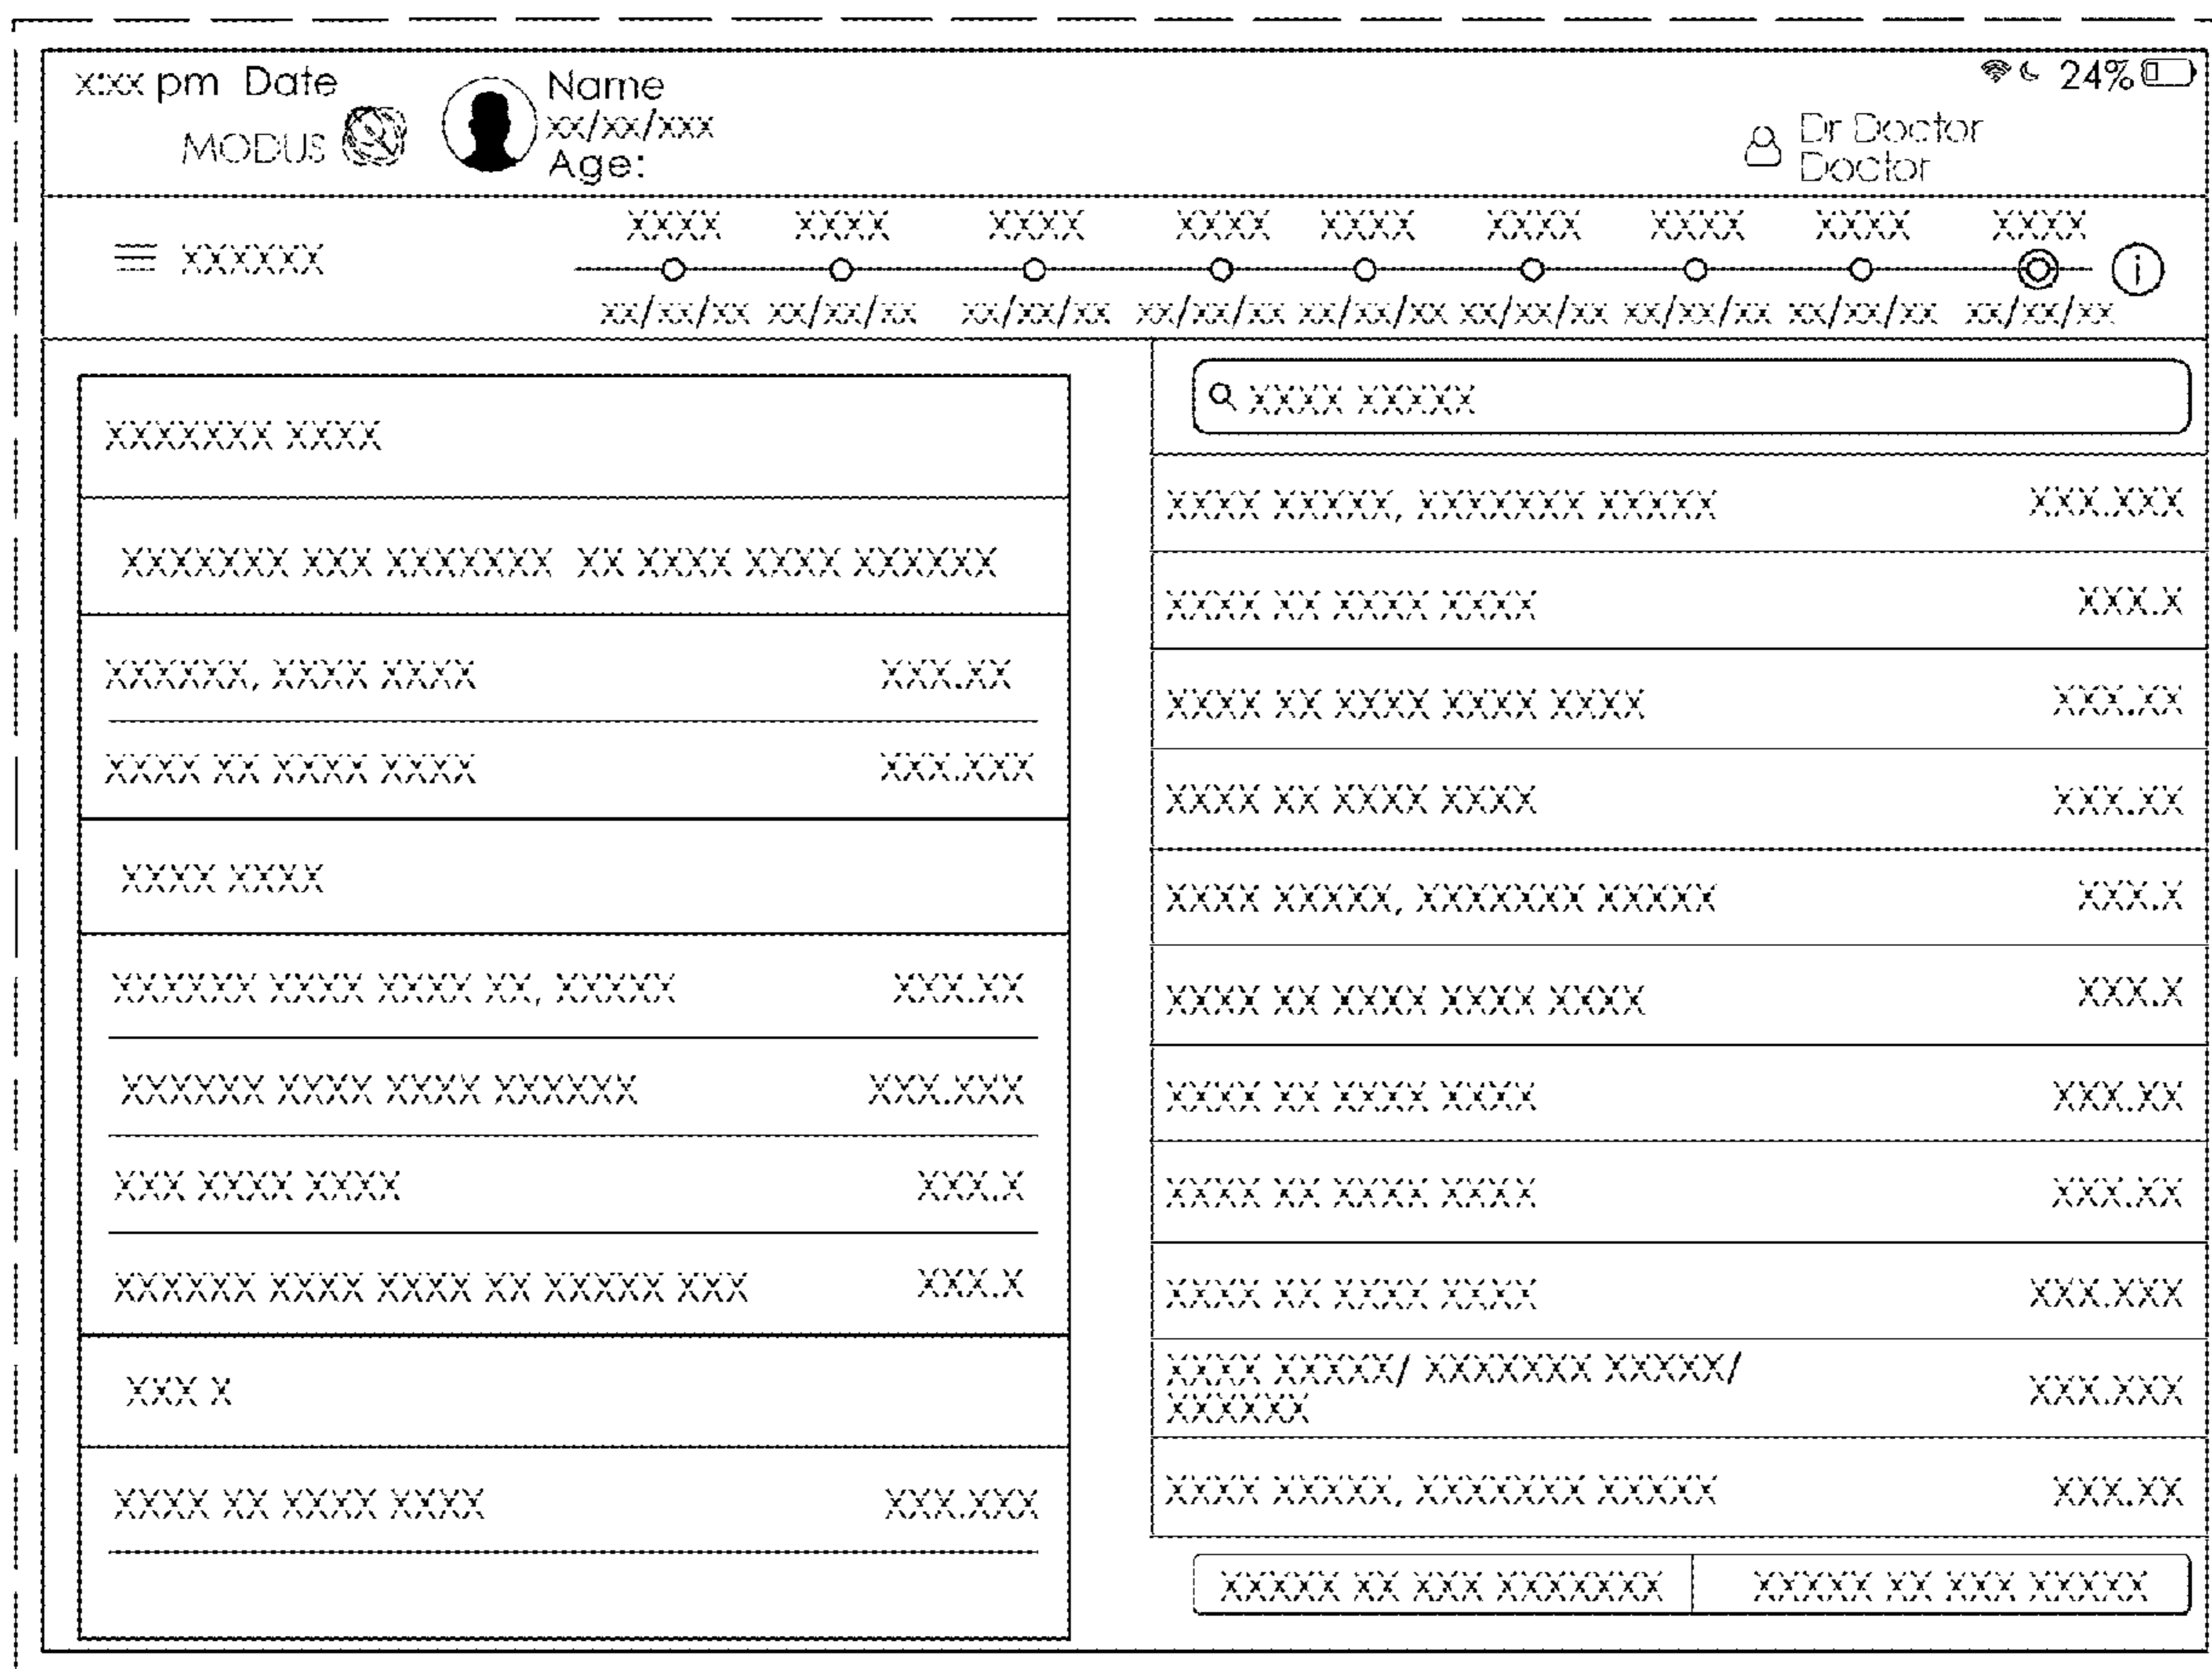 x:xx pm Date
24%
MODUS
Name
xx/xx/xxx
Age:
Dr Doctor
Doctor
XXXX XXXX XXXX XXXX XXXX XXXX XXXX XXXX XXXX
XXXXXX
i
xx/xx/xx xx/xx/xx xx/xx/xx xx/xx/xx xx/xx/xx xx/xx/xx xx/xx/xx xx/xx/xx xx/xx/xx
XXXXXXX XXXX
XXXXXXX XXX XXXXXXX XX XXXX XXXX XXXXXX
XXXXXX, XXXX XXXX XXX.XX
XXXX XX XXXX XXXX XXX.XXX
XXXX XXXX
XXXXXX XXXX XXXX XX, XXXXX XXX.XX
XXXXXX XXXX XXXX XXXXXX XXX.XXX
XXX XXXX XXXX XXX.X
XXXXXX XXXX XXXX XX XXXXX XXX XXX.X
XXX X
XXXX XX XXXX XXXX XXX.XXX
XXXX XXXXX
XXXX XXXXX, XXXXXXX XXXXX XXX.XXX
XXXX XX XXXX XXXX XXX.X
XXXX XX XXXX XXXX XXXX XXX.XX
XXXX XX XXXX XXXX XXX.XX
XXXX XXXXX, XXXXXXX XXXXX XXX.X
XXXX XX XXXX XXXX XXXX XXX.X
XXXX XX XXXX XXXX XXX.XX
XXXX XX XXXX XXXX XXX.XX
XXXX XX XXXX XXXX XXX.XXX
XXXX XXXXX/ XXXXXXX XXXXX/
XXXXXX XXX.XXX
XXXX XXXXX, XXXXXXX XXXXX XXX.XX
XXXXX XX XXX XXXXXXX XXXXX XX XXX XXXXX